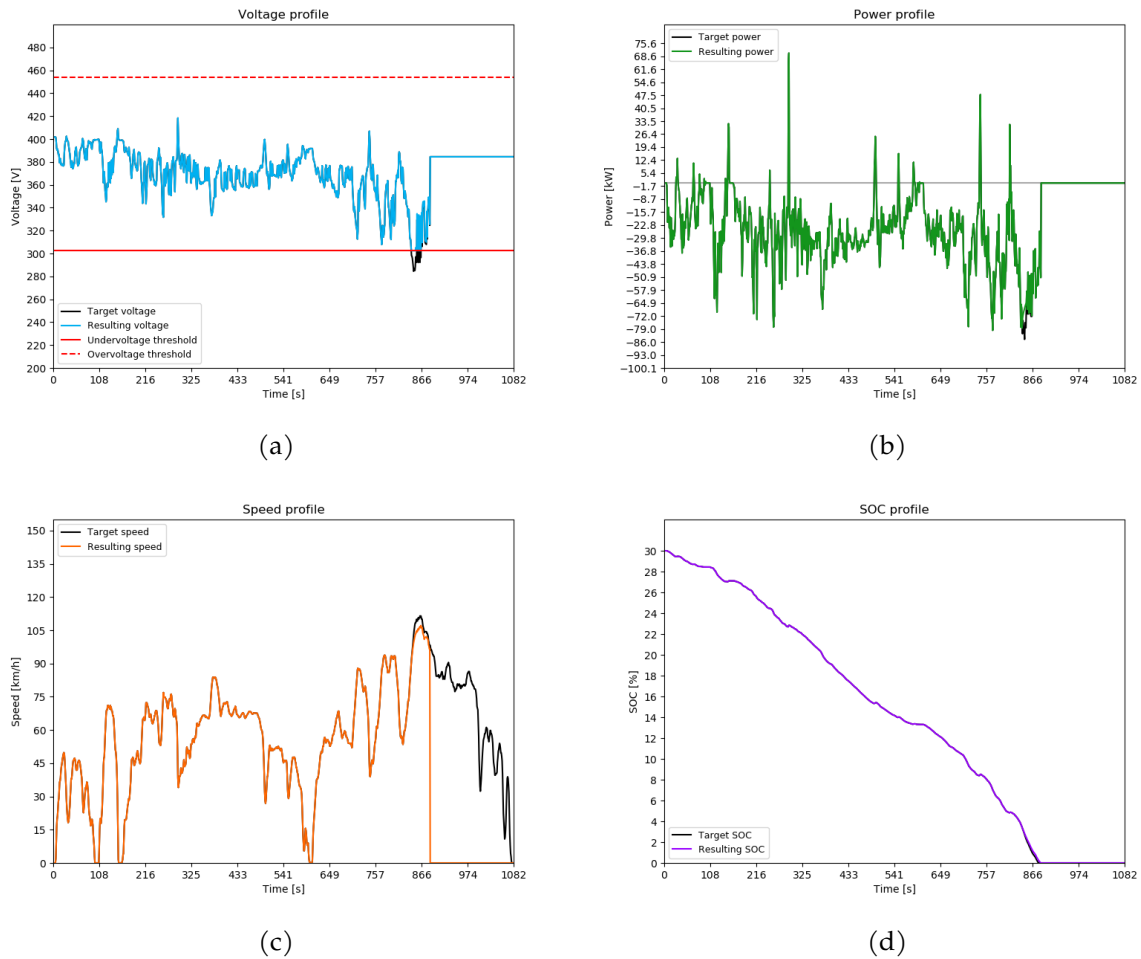 Voltage profile
480
460
440
420
400
380
360
340
320
300
280
260
240
220
200
Voltage [V]
Target voltage
Resulting voltage
Undervoltage threshold
Overvoltage threshold
0 108 216 325 433 541 649 757 866 974 1082
Time [s]
(a)
Power profile
75.6
68.6
61.6
54.6
47.5
40.5
33.5
26.4
19.4
12.4
5.4
−1.7
−8.7
−15.7
−22.8
−29.8
−36.8
−43.8
−50.9
−57.9
−64.9
−72.0
−79.0
−86.0
−93.0
−100.1
Power [kW]
Target power
Resulting power
0 108 216 325 433 541 649 757 866 974 1082
Time [s]
(b)
Speed profile
150
135
120
105
90
75
60
45
30
15
0
Speed [km/h]
Target speed
Resulting speed
0 108 216 325 433 541 649 757 866 974 1082
Time [s]
(c)
SOC profile
30
28
26
24
22
20
18
16
14
12
10
8
6
4
2
0
SOC [%]
Target SOC
Resulting SOC
0 108 216 325 433 541 649 757 866 974 1082
Time [s]
(d)